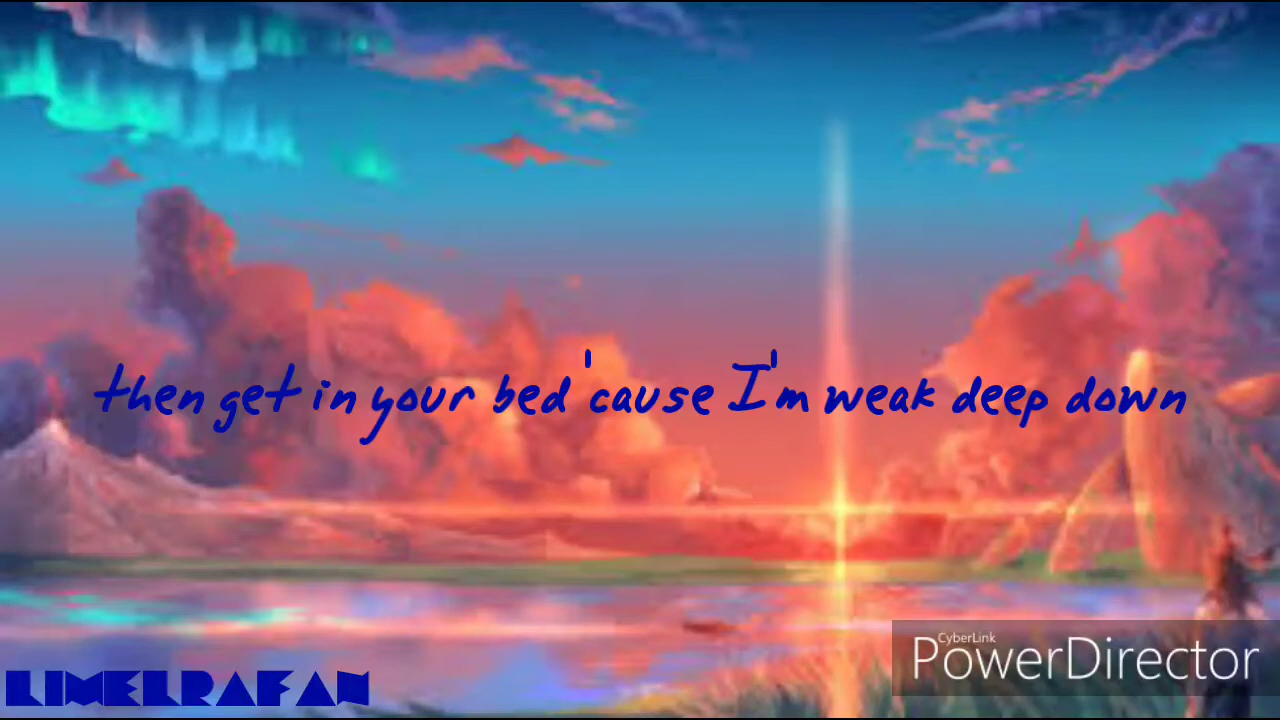 then get in your bed 'cause I'm weak deep down
CyberLink
PowerDirector
LIMELRAFAN